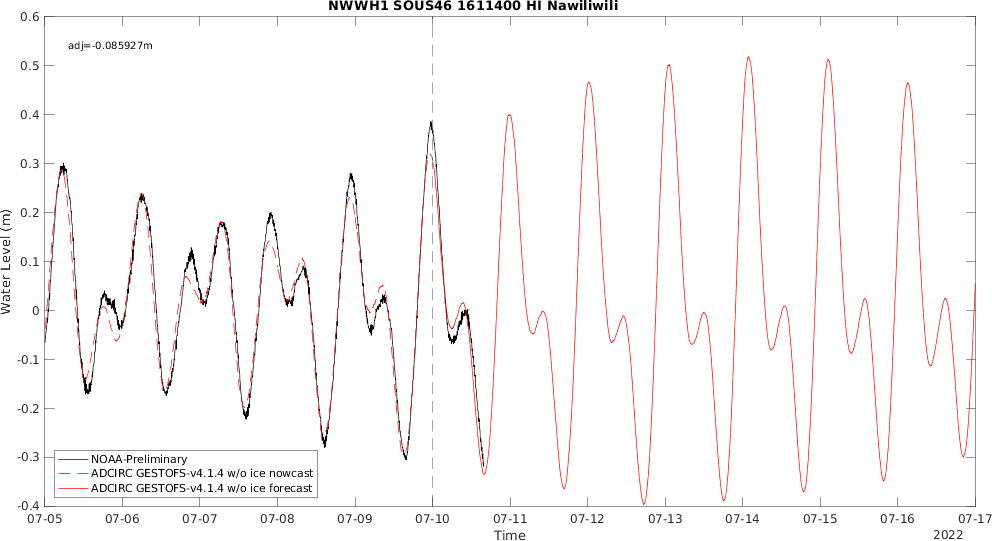 NWWH1 SOUS46 1611400 HI Nawiliwili
adj=-0.085927m
0.6
0.5
0.4
0.3
0.2
0.1
0
-0.1
-0.2
-0.3
-0.4
Water Level (m)
NOAA-Preliminary
ADCIRC GESTOFS-v4.1.4 w/o ice nowcast
ADCIRC GESTOFS-v4.1.4 w/o ice forecast
07-05 07-06 07-07 07-08 07-09 07-10 07-11 07-12 07-13 07-14 07-15 07-16 07-17
Time
2022